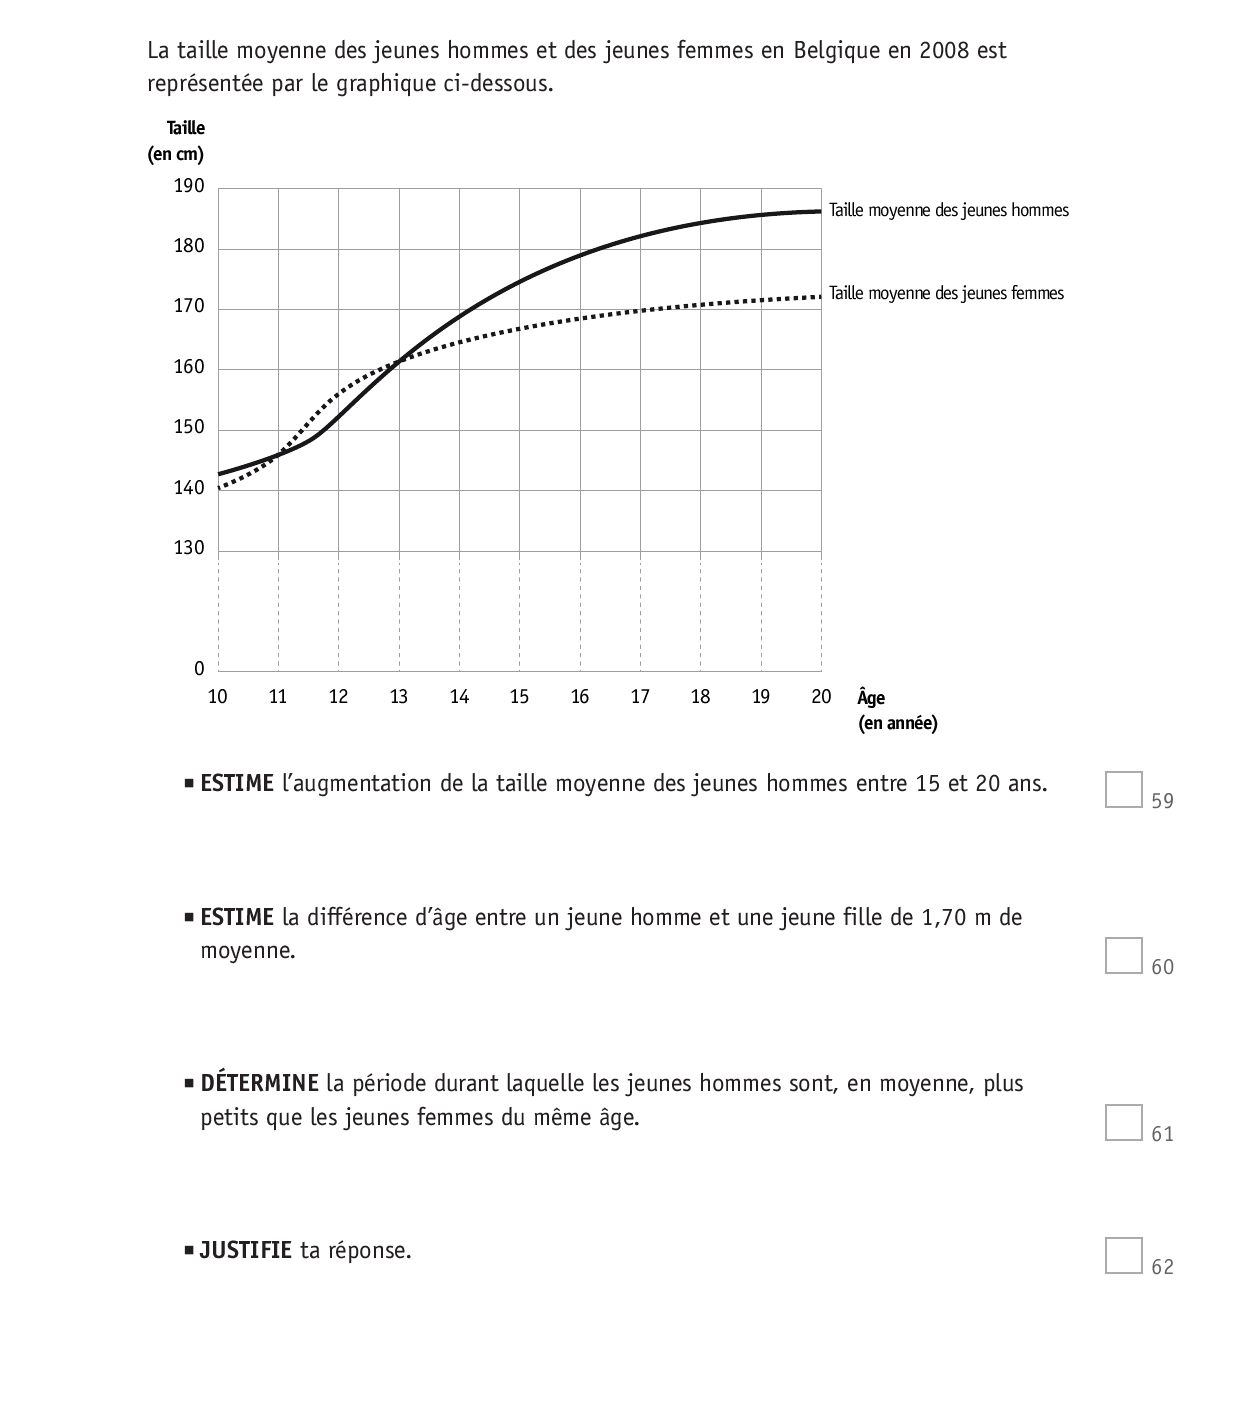 La taille moyenne des jeunes hommes et des jeunes femmes en Belgique en 2008 est
représentée par le graphique ci-dessous.
Taille
(en cm)
190
Taille moyenne des jeunes hommes
180
Taille moyenne des jeunes femmes
170
160
150
140
130
0
10 11 12 13 14 15 16 17 18 19 20
Âge
(en année)
■ ESTIME l’augmentation de la taille moyenne des jeunes hommes entre 15 et 20 ans.
59
■ ESTIME la différence d’âge entre un jeune homme et une jeune fille de 1,70 m de
moyenne.
60
■ DÉTERMINE la période durant laquelle les jeunes hommes sont, en moyenne, plus
petits que les jeunes femmes du même âge.
61
■ JUSTIFIE ta réponse.
62